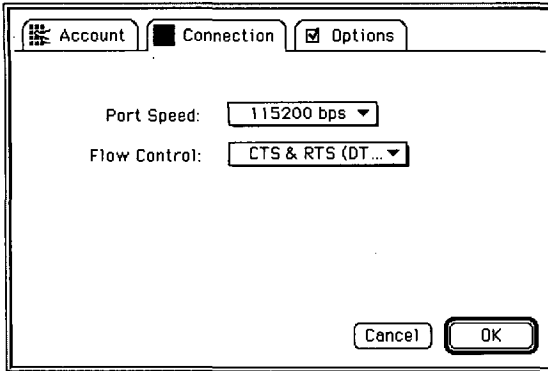 Account Connection Options
Port Speed: 115200 bps
Flow Control: CTS & RTS (DT...
Cancel OK